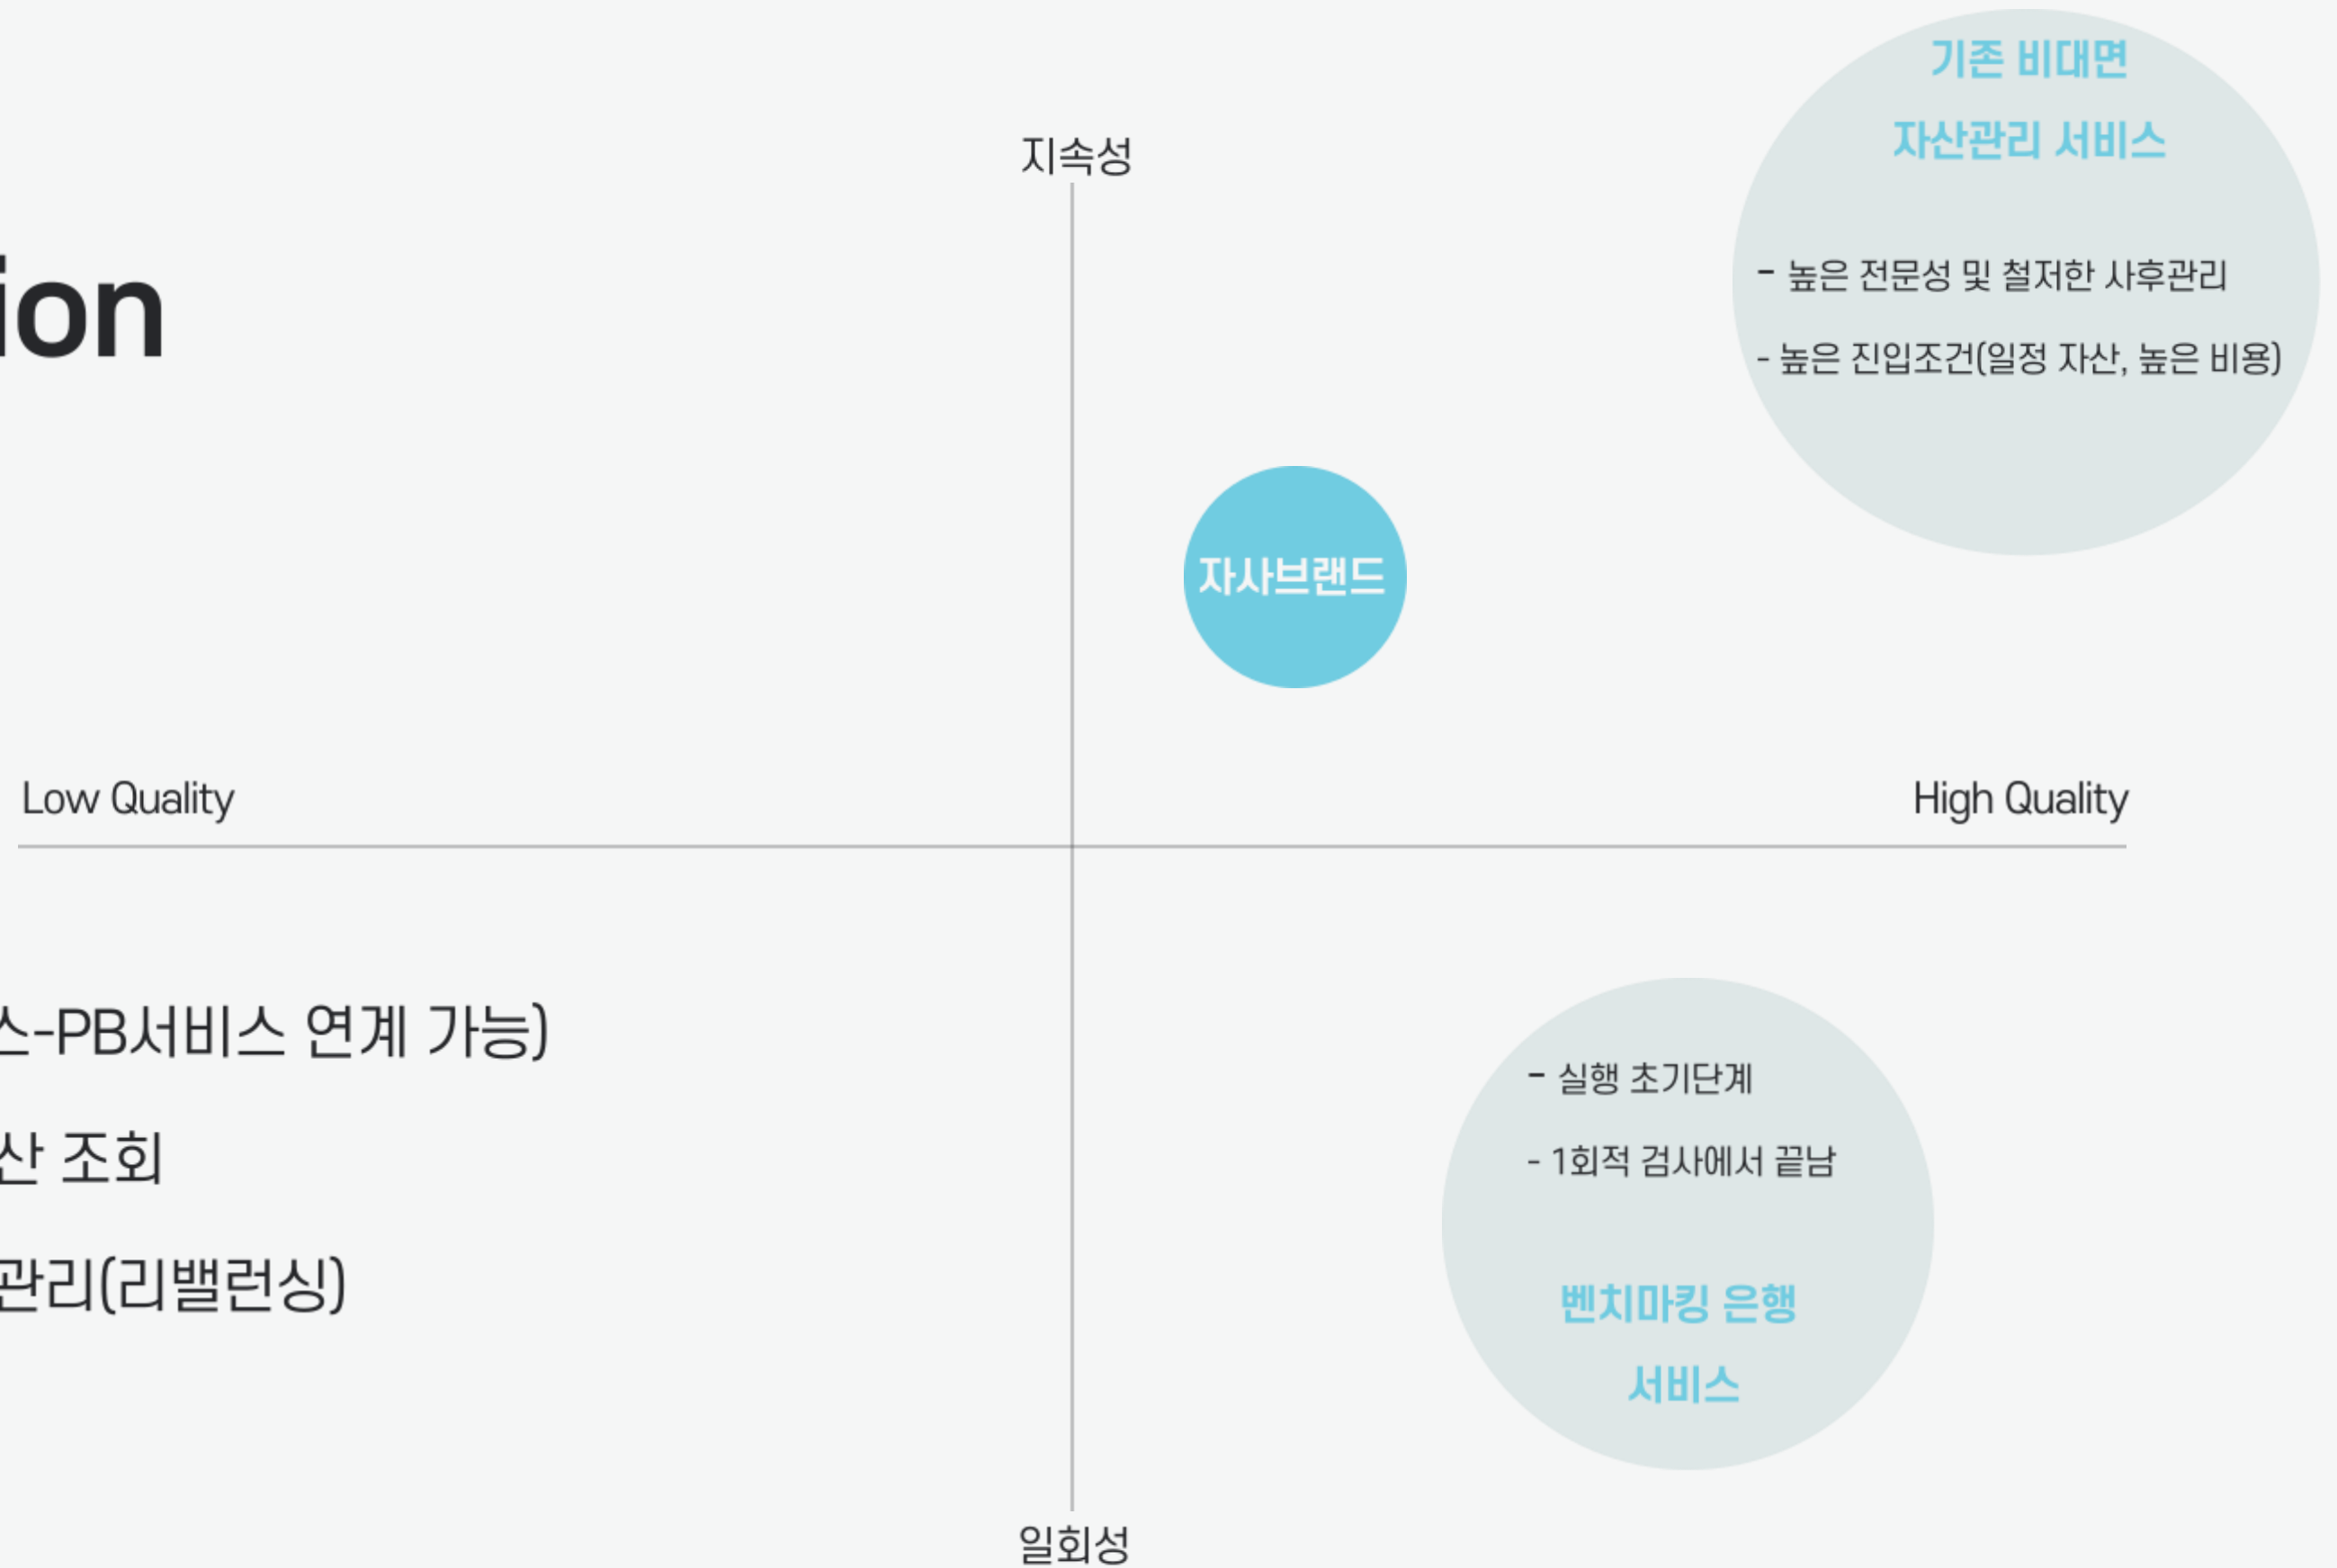 기존 비대면
자산관리 서비스
지속성
- 높은 전문성 및 철저한 사후관리
ion
- 높은 진입조건(일정 자산, 높은 비용)
자사브랜드
Low Quality
High Quality
스-PB서비스 연계 가능)
- 실행 초기단계
산 조회
- 1회적 검사에서 끝남
관리(리밸런싱)
벤치마킹 은행
서비스
일회성